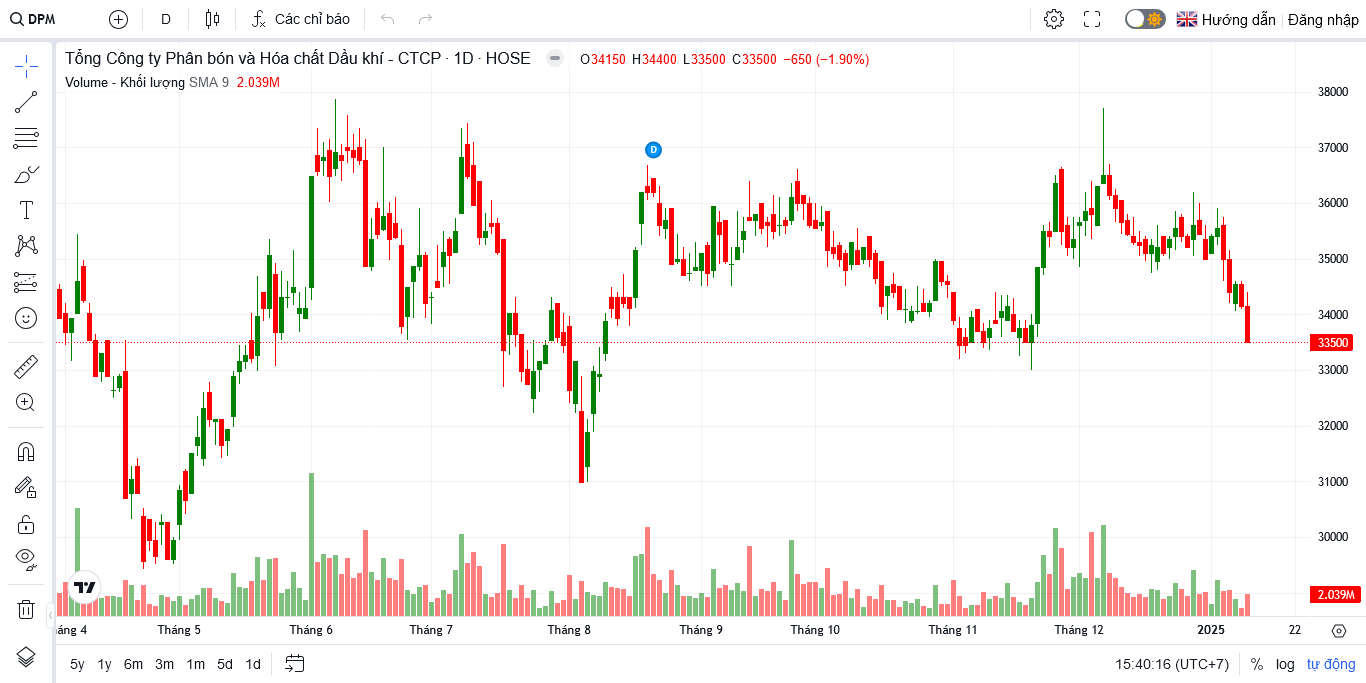 DPM D Các chỉ báo Hướng dẫn Đăng nhập
Tổng Công ty Phân bón và Hóa chất Dầu khí - CTCP · 1D · HOSE O34150 H34400 L33500 C33500 −650 (−1.90%)
Volume - Khối lượng SMA 9 2.039M
D
38000
37000
36000
35000
34000
33500
33000
32000
31000
30000
2.039M
áng 4 Tháng 5 Tháng 6 Tháng 7 Tháng 8 Tháng 9 Tháng 10 Tháng 11 Tháng 12 2025 22
5y 1y 6m 3m 1m 5d 1d 15:40:16 (UTC+7) % log tự động